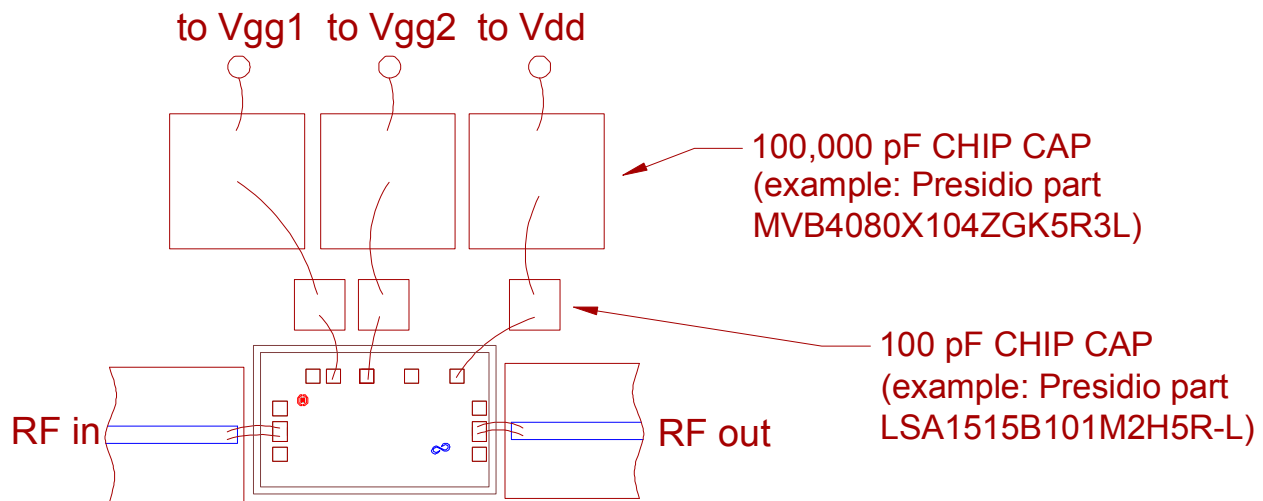 to Vgg1 to Vgg2 to Vdd
100,000 pF CHIP CAP
(example: Presidio part
MVB4080X104ZGK5R3L)
100 pF CHIP CAP
(example: Presidio part
LSA1515B101M2H5R-L)
RF in
RF out